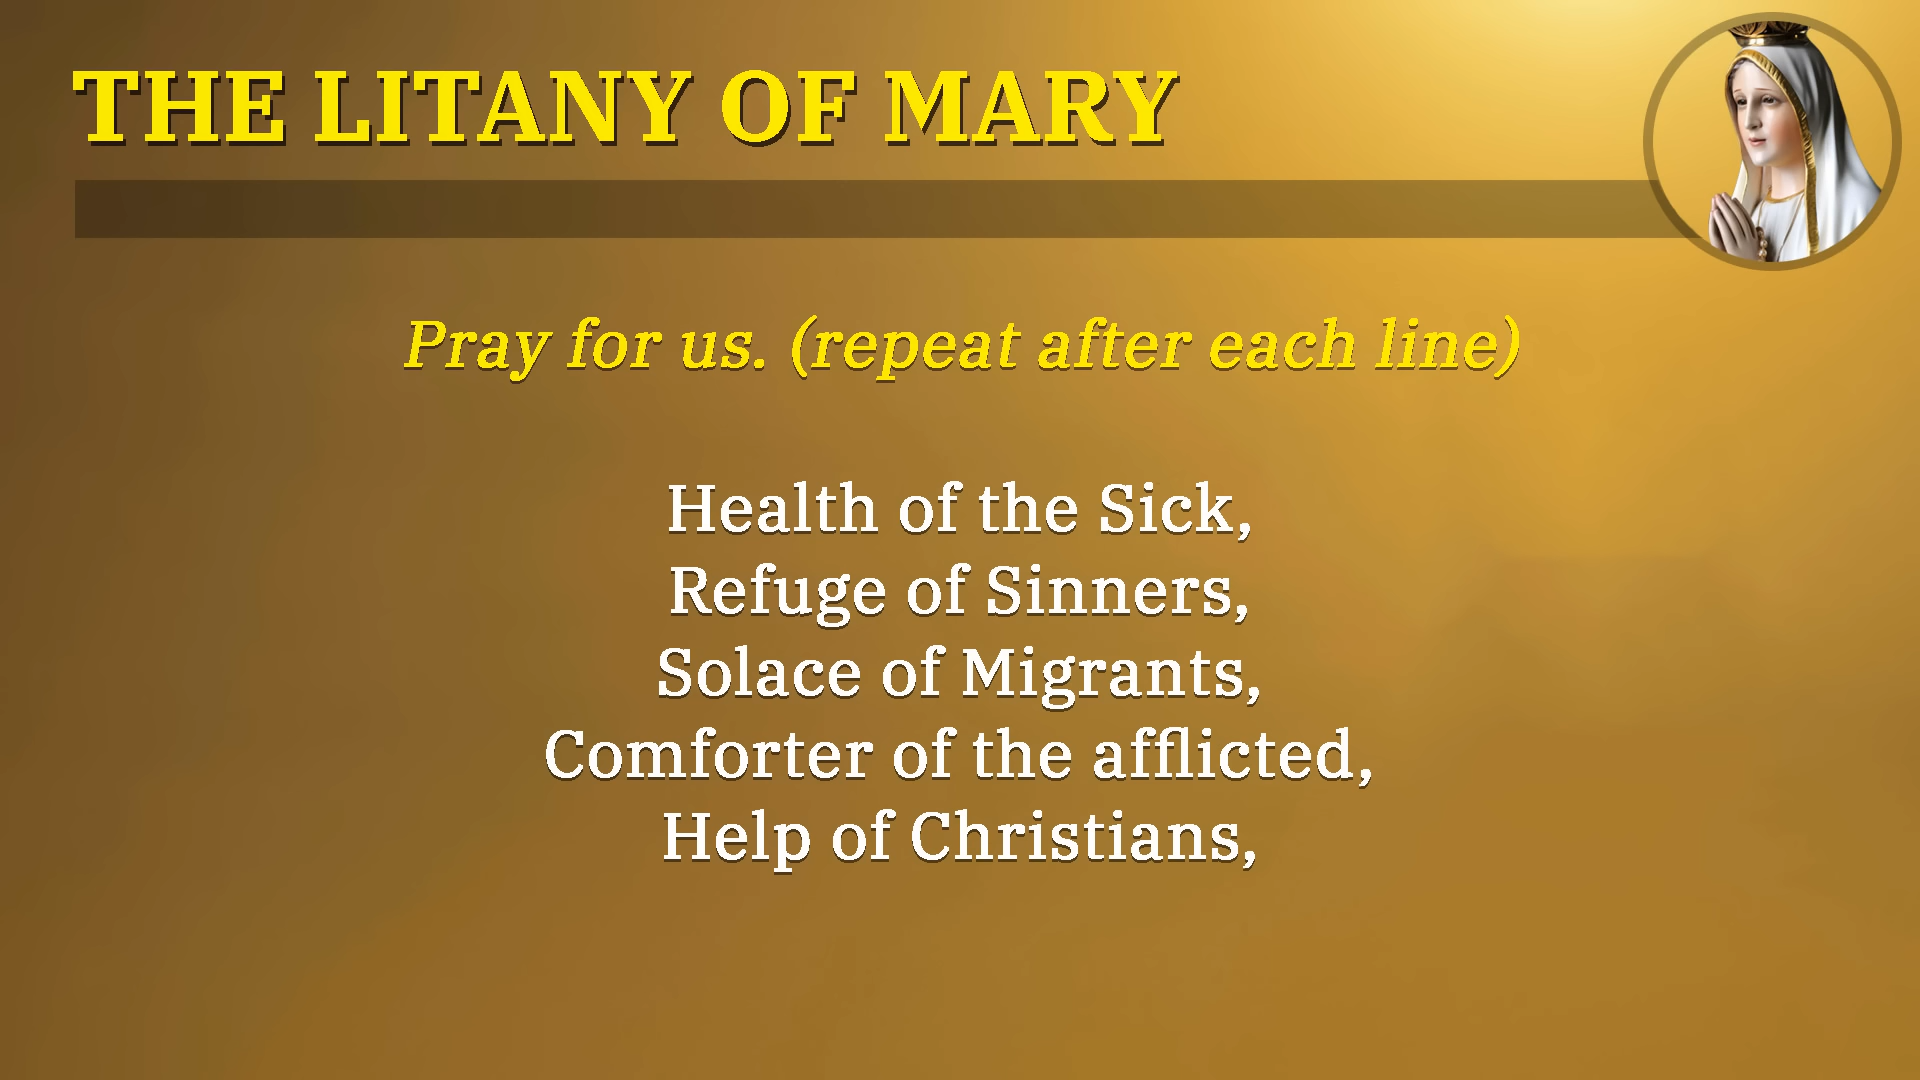 THE LITANY OF MARY
Pray for us. (repeat after each line)
Health of the Sick,
Refuge of Sinners,
Solace of Migrants,
Comforter of the afflicted,
Help of Christians,